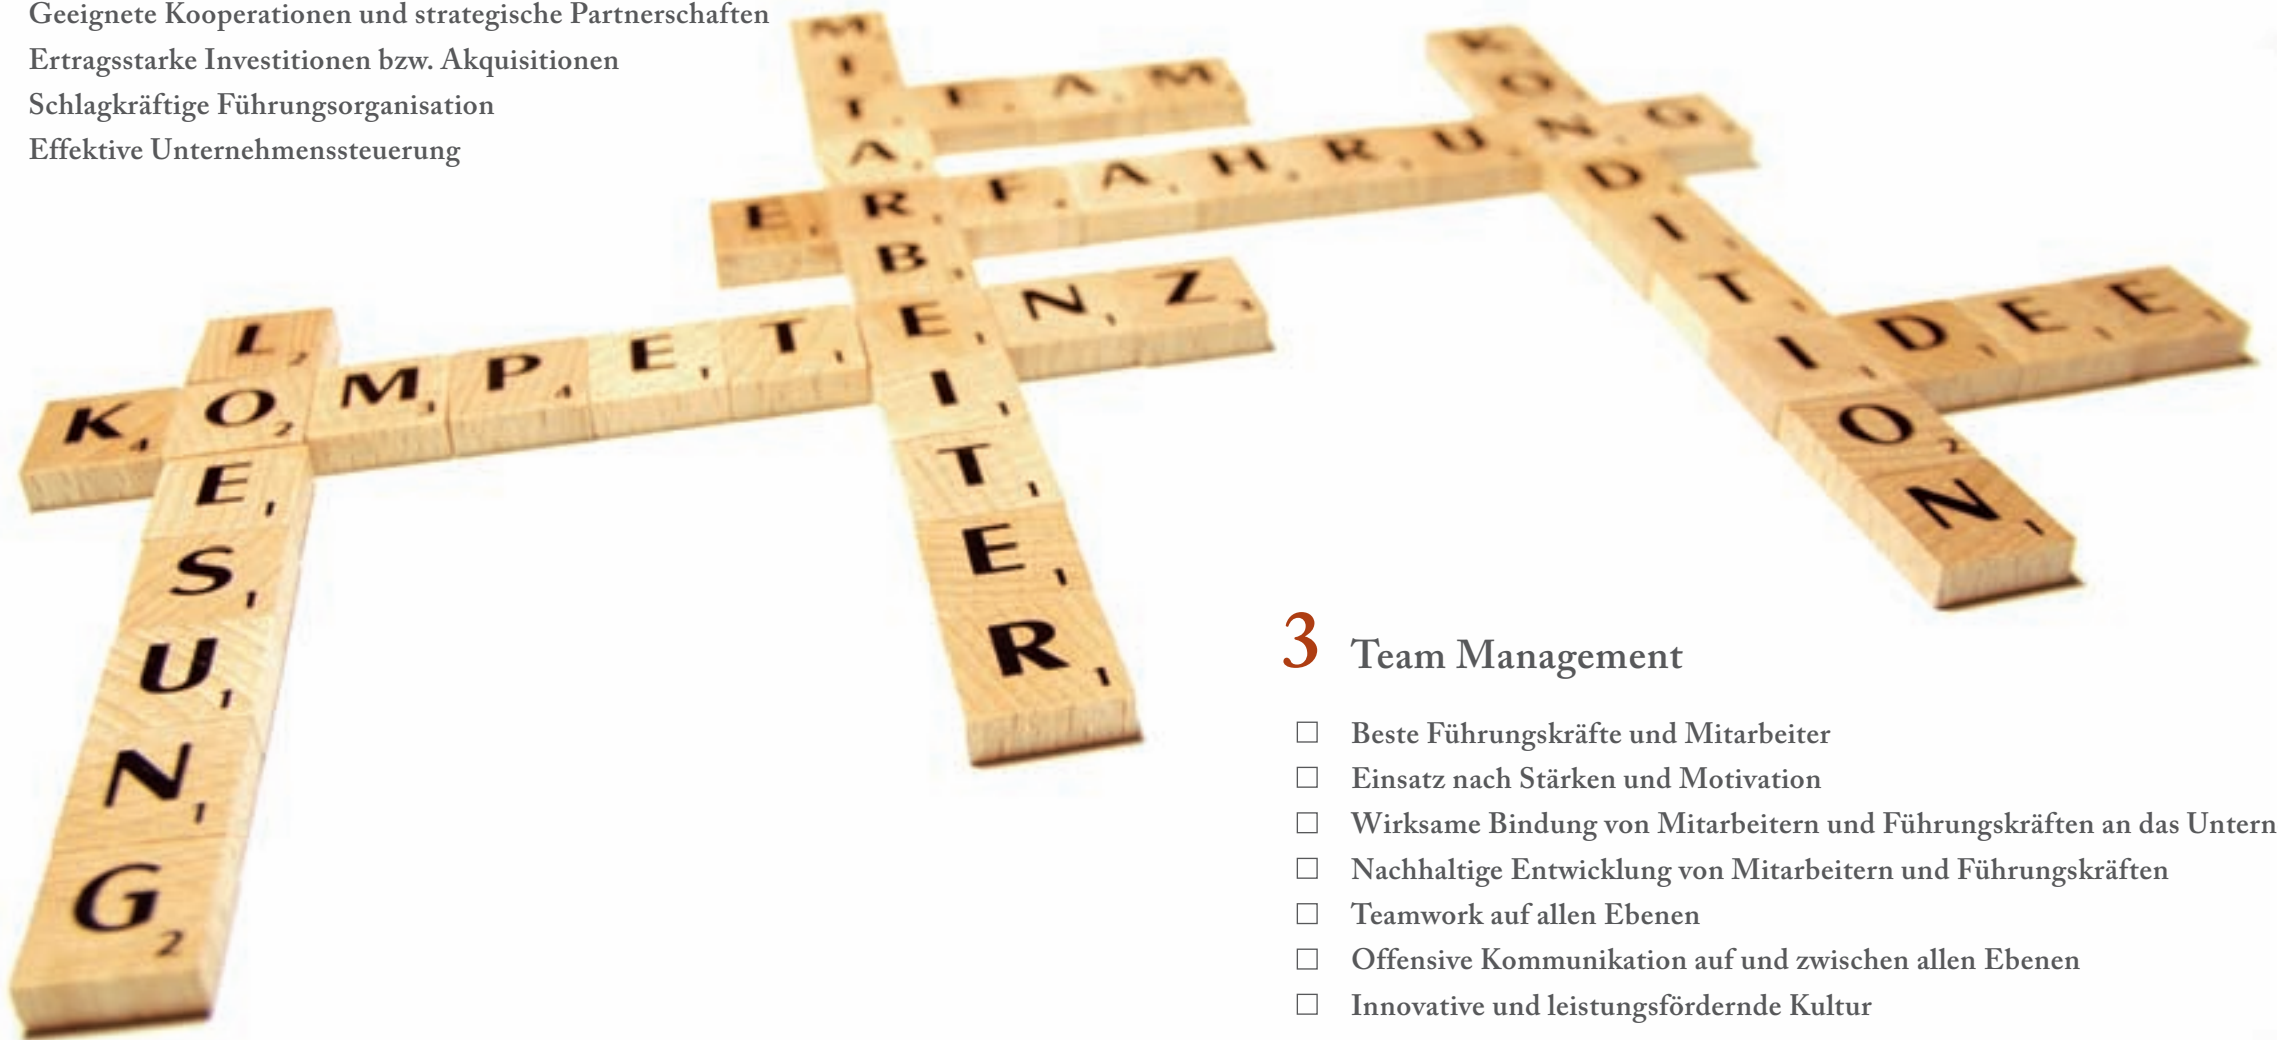 Geeignete Kooperationen und strategische Partnerschaften
Ertragsstarke Investitionen bzw. Akquisitionen
Schlagkräftige Führungsorganisation
Effektive Unternehmenssteuerung
MITARBEITER
TEAM
KONDITION
ERFAHRUNG
IDEE
KOMPETENZ
LOESUNG
3 Team Management
☐ Beste Führungskräfte und Mitarbeiter
☐ Einsatz nach Stärken und Motivation
☐ Wirksame Bindung von Mitarbeitern und Führungskräften an das Untern
☐ Nachhaltige Entwicklung von Mitarbeitern und Führungskräften
☐ Teamwork auf allen Ebenen
☐ Offensive Kommunikation auf und zwischen allen Ebenen
☐ Innovative und leistungsfördernde Kultur